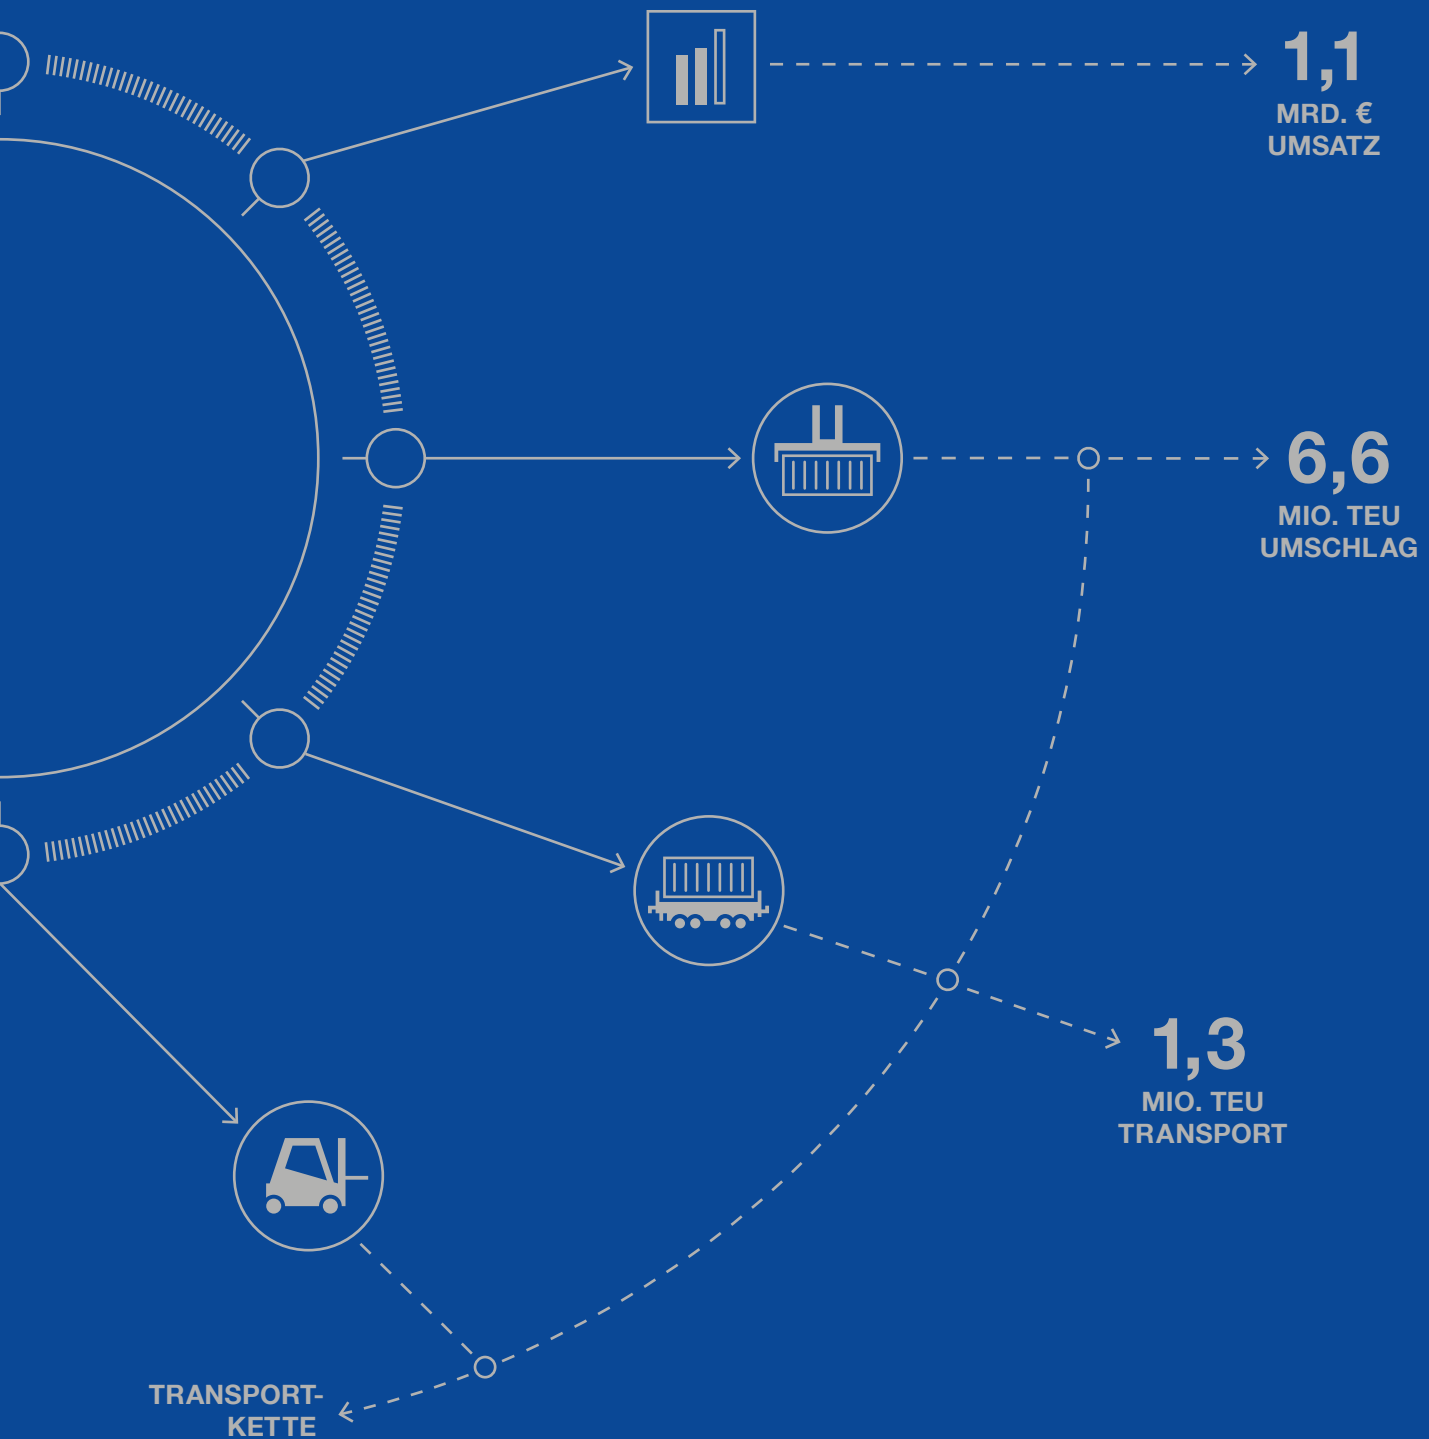 1,1
MRD. €
UMSATZ
6,6
MIO. TEU
UMSCHLAG
1,3
MIO. TEU
TRANSPORT
TRANSPORT-
KETTE